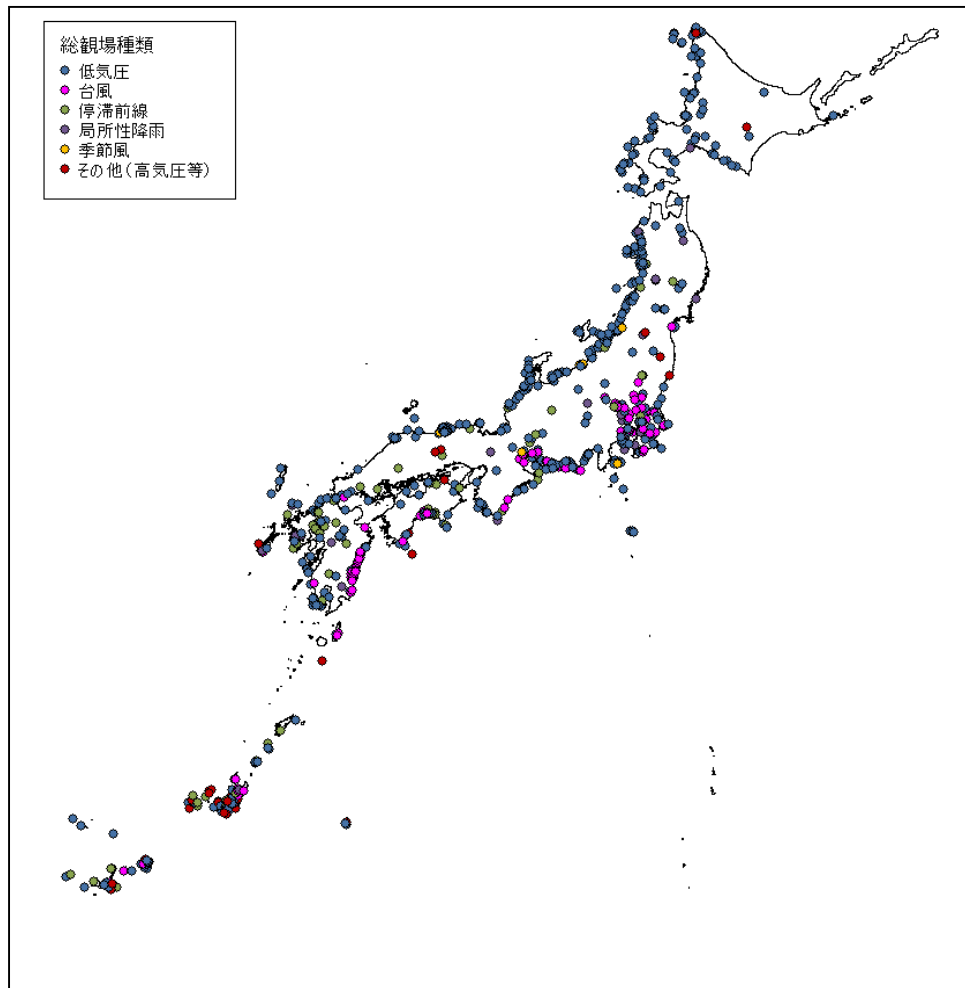 総観場種類
低気圧
台風
停滞前線
局所性降雨
季節風
その他(高気圧等)